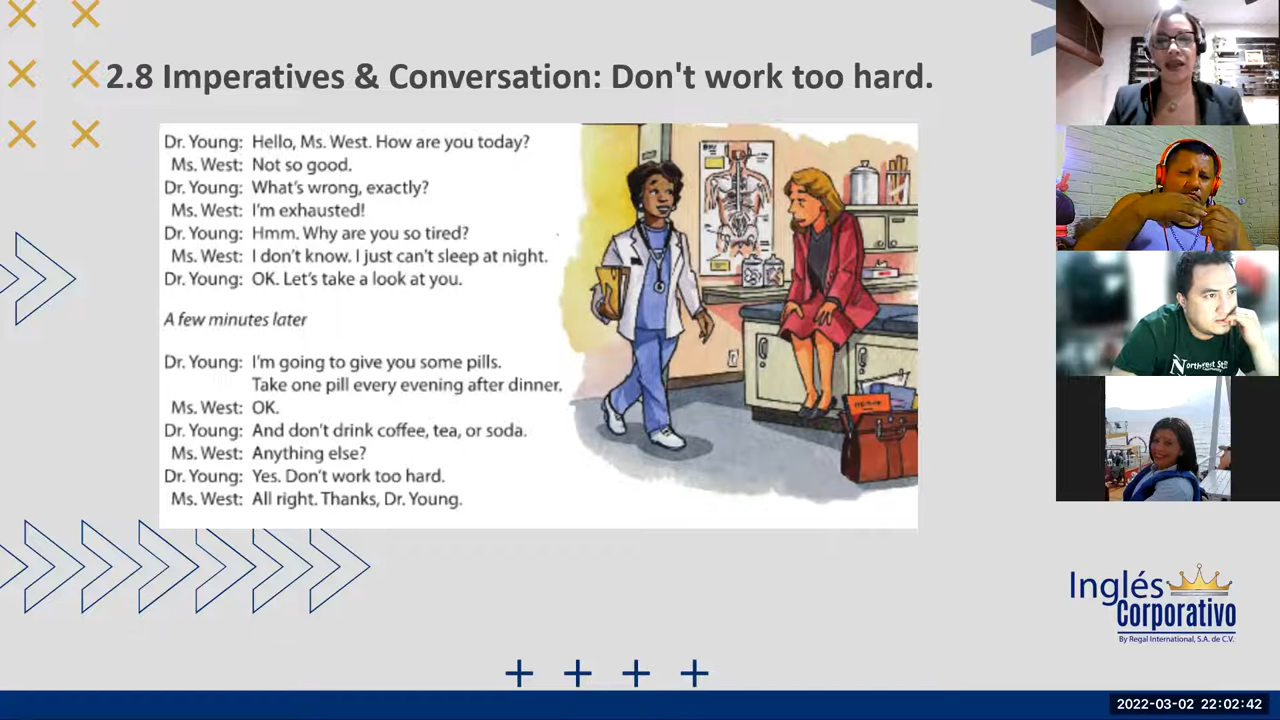 2.8 Imperatives & Conversation: Don't work too hard.
Dr. Young: Hello, Ms. West. How are you today?
Ms. West: Not so good.
Dr. Young: What's wrong, exactly?
Ms. West: I'm exhausted!
Dr. Young: Hmm. Why are you so tired?
Ms. West: I don't know. I just can't sleep at night.
Dr. Young: OK. Let's take a look at you.
A few minutes later
Dr. Young: I'm going to give you some pills.
Take one pill every evening after dinner.
Ms. West: OK.
Dr. Young: And don't drink coffee, tea, or soda.
Ms. West: Anything else?
Dr. Young: Yes. Don't work too hard.
Ms. West: All right. Thanks, Dr. Young.
Inglés
Corporativo
By Regal International, S.A. de C.V.
2022-03-02 22:02:42